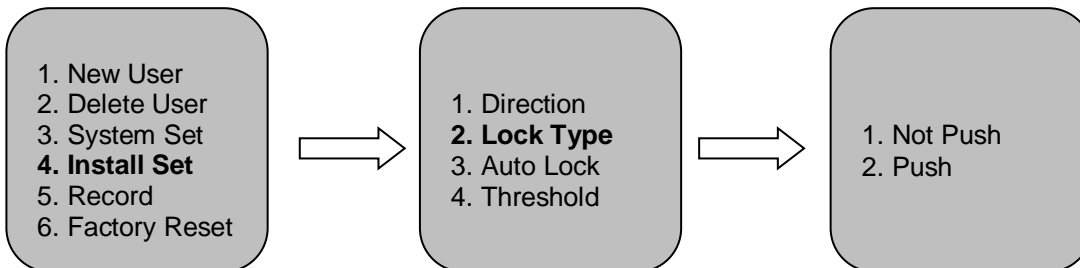 1. New User
2. Delete User
3. System Set
4. Install Set
5. Record
6. Factory Reset
1. Direction
2. Lock Type
3. Auto Lock
4. Threshold
1. Not Push
2. Push